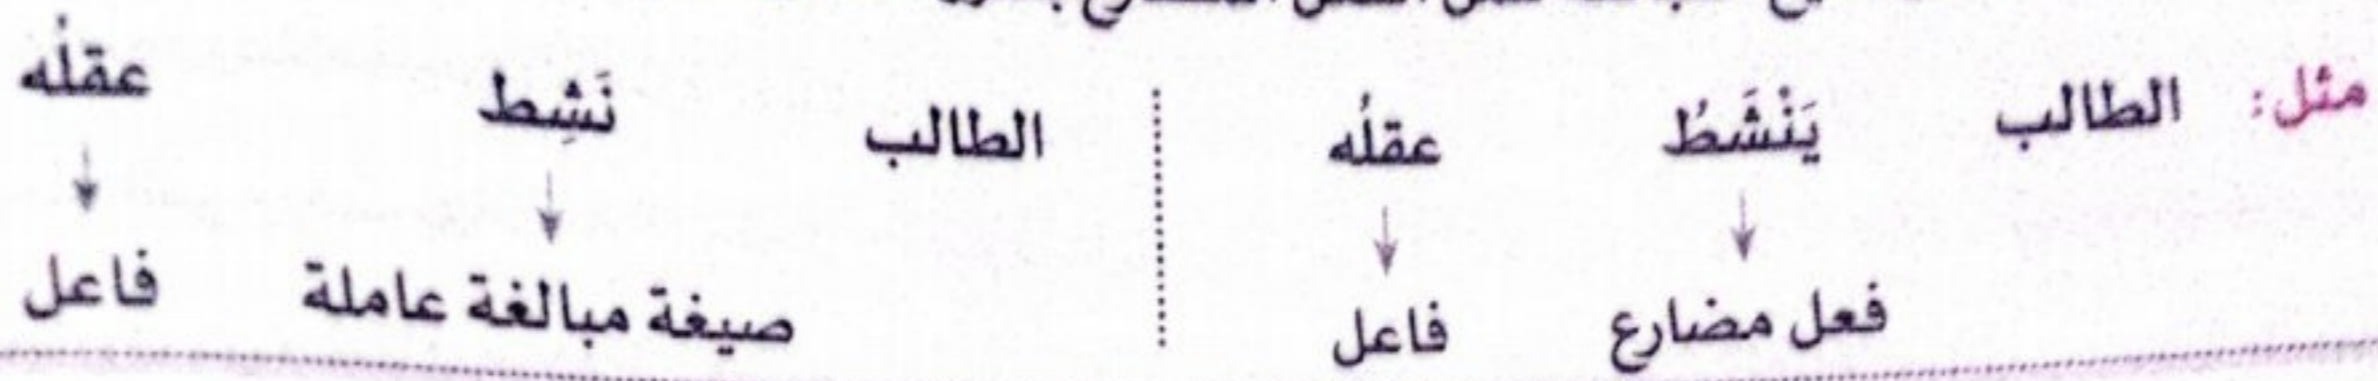 مثل: الطالب يَنْشَطُ عقلُه الطالب نَشِط عقلُه
فعل مضارع فاعل صيغة مبالغة عاملة فاعل